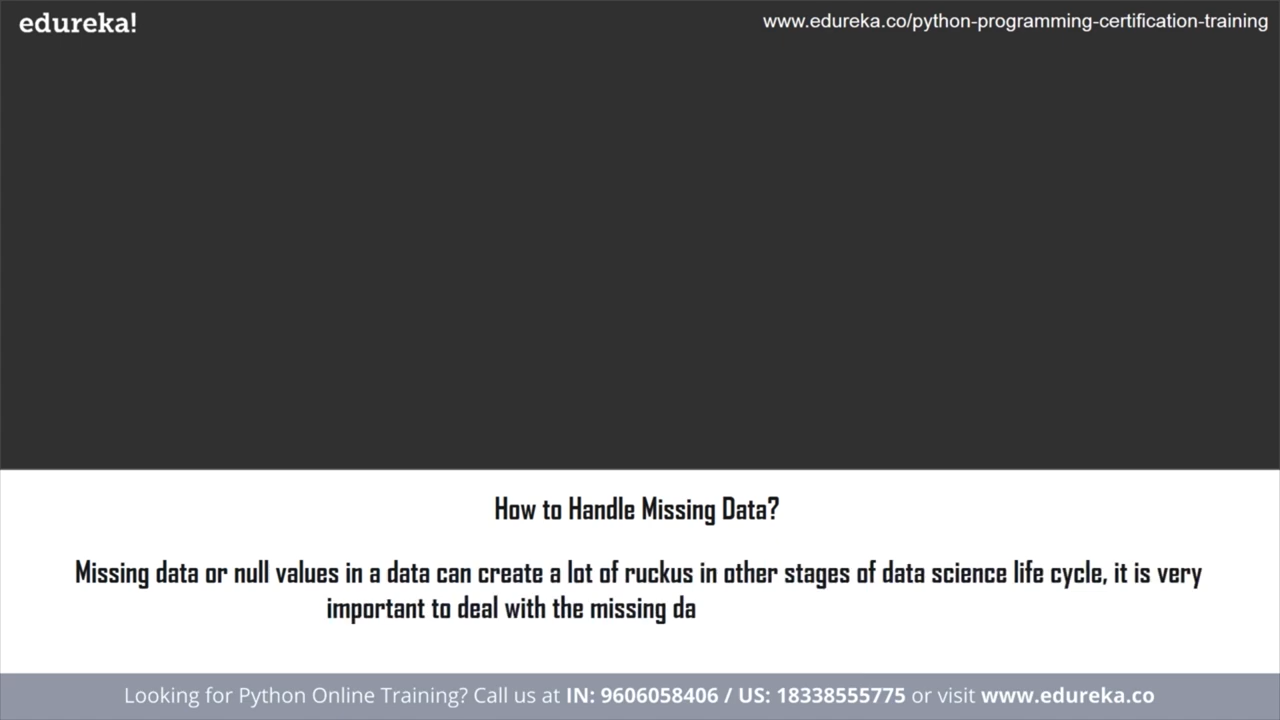 edureka!
www.edureka.co/python-programming-certification-training
How to Handle Missing Data?
Missing data or null values in a data can create a lot of ruckus in other stages of data science life cycle, it is very
important to deal with the missing da
Looking for Python Online Training? Call us at IN: 9606058406 / US: 18338555775 or visit www.edureka.co